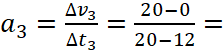 a₃ = Δv₃/Δt₃ = 20−0/20−12 =